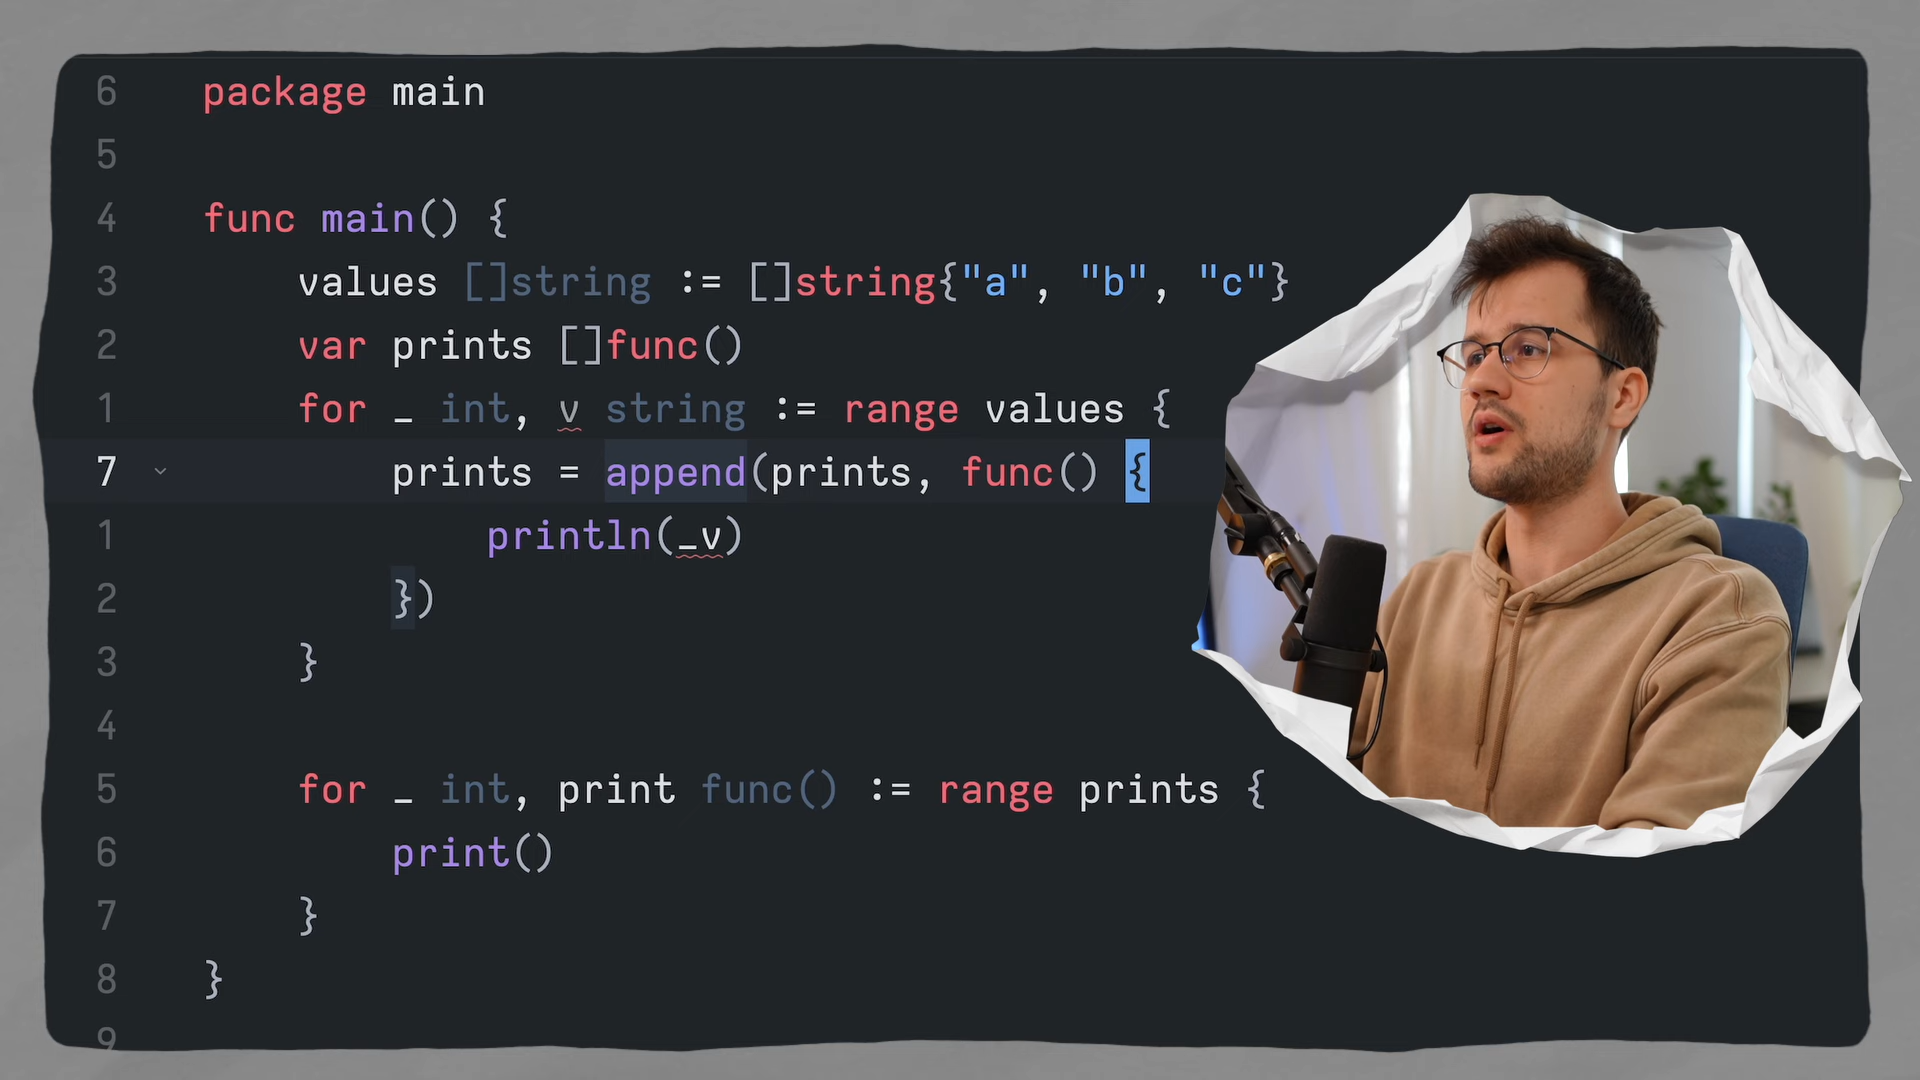 6 package main
5
4 func main() {
3 values []string := []string{"a", "b", "c"}
2 var prints []func()
1 for _ int, v string := range values {
7 prints = append(prints, func() {
1 println(_v)
2 })
3 }
4
5 for _ int, print func() := range prints {
6 print()
7 }
8 }
9